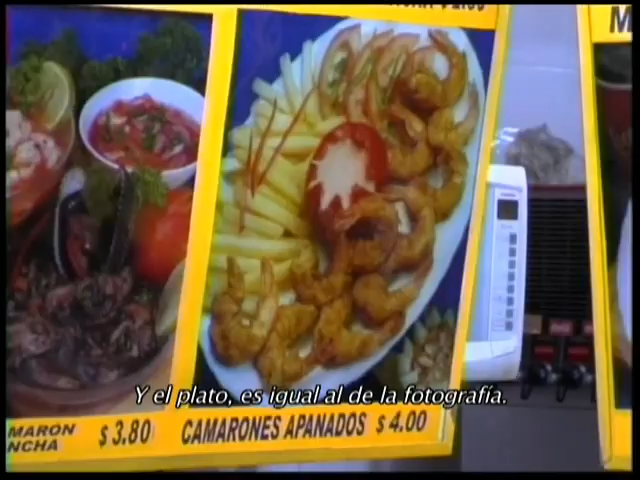 M
Y el plato, es igual al de la fotografía.
MARON
NCHA
$3.80
CAMARONES APANADOS $4.00